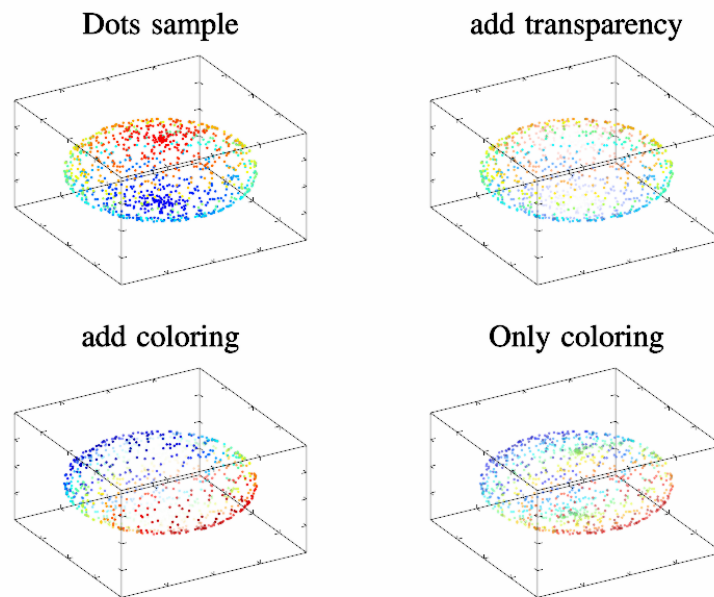 Dots sample
add transparency
add coloring
Only coloring